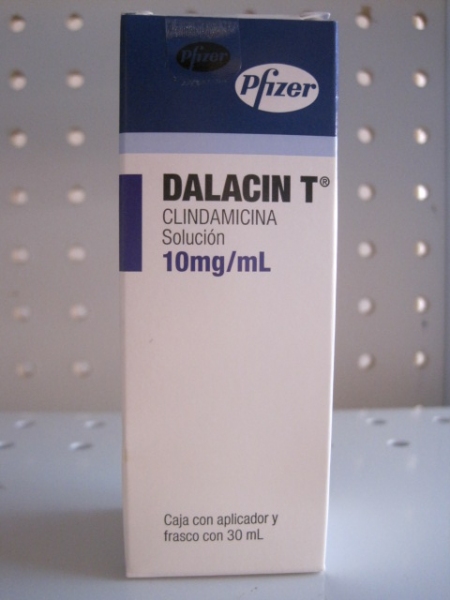 Pfizer
Pfizer
DALACIN T®
CLINDAMICINA
Solución
10mg/mL
Caja con aplicador y
frasco con 30 mL